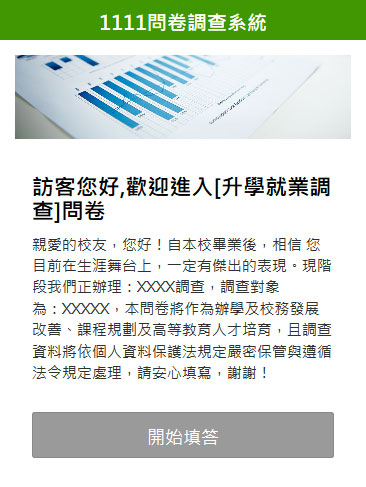 1111問卷調查系統
訪客您好,歡迎進入[升學就業調
查]問卷
親愛的校友，您好！自本校畢業後，相信 您
目前在生涯舞台上，一定有傑出的表現。現階
段我們正辦理：XXXX調查，調查對象
為：XXXXX，本問卷將作為辦學及校務發展
改善、課程規劃及高等教育人才培育，且調查
資料將依個人資料保護法規定嚴密保管與遵循
法令規定處理，請安心填寫，謝謝！
開始填答